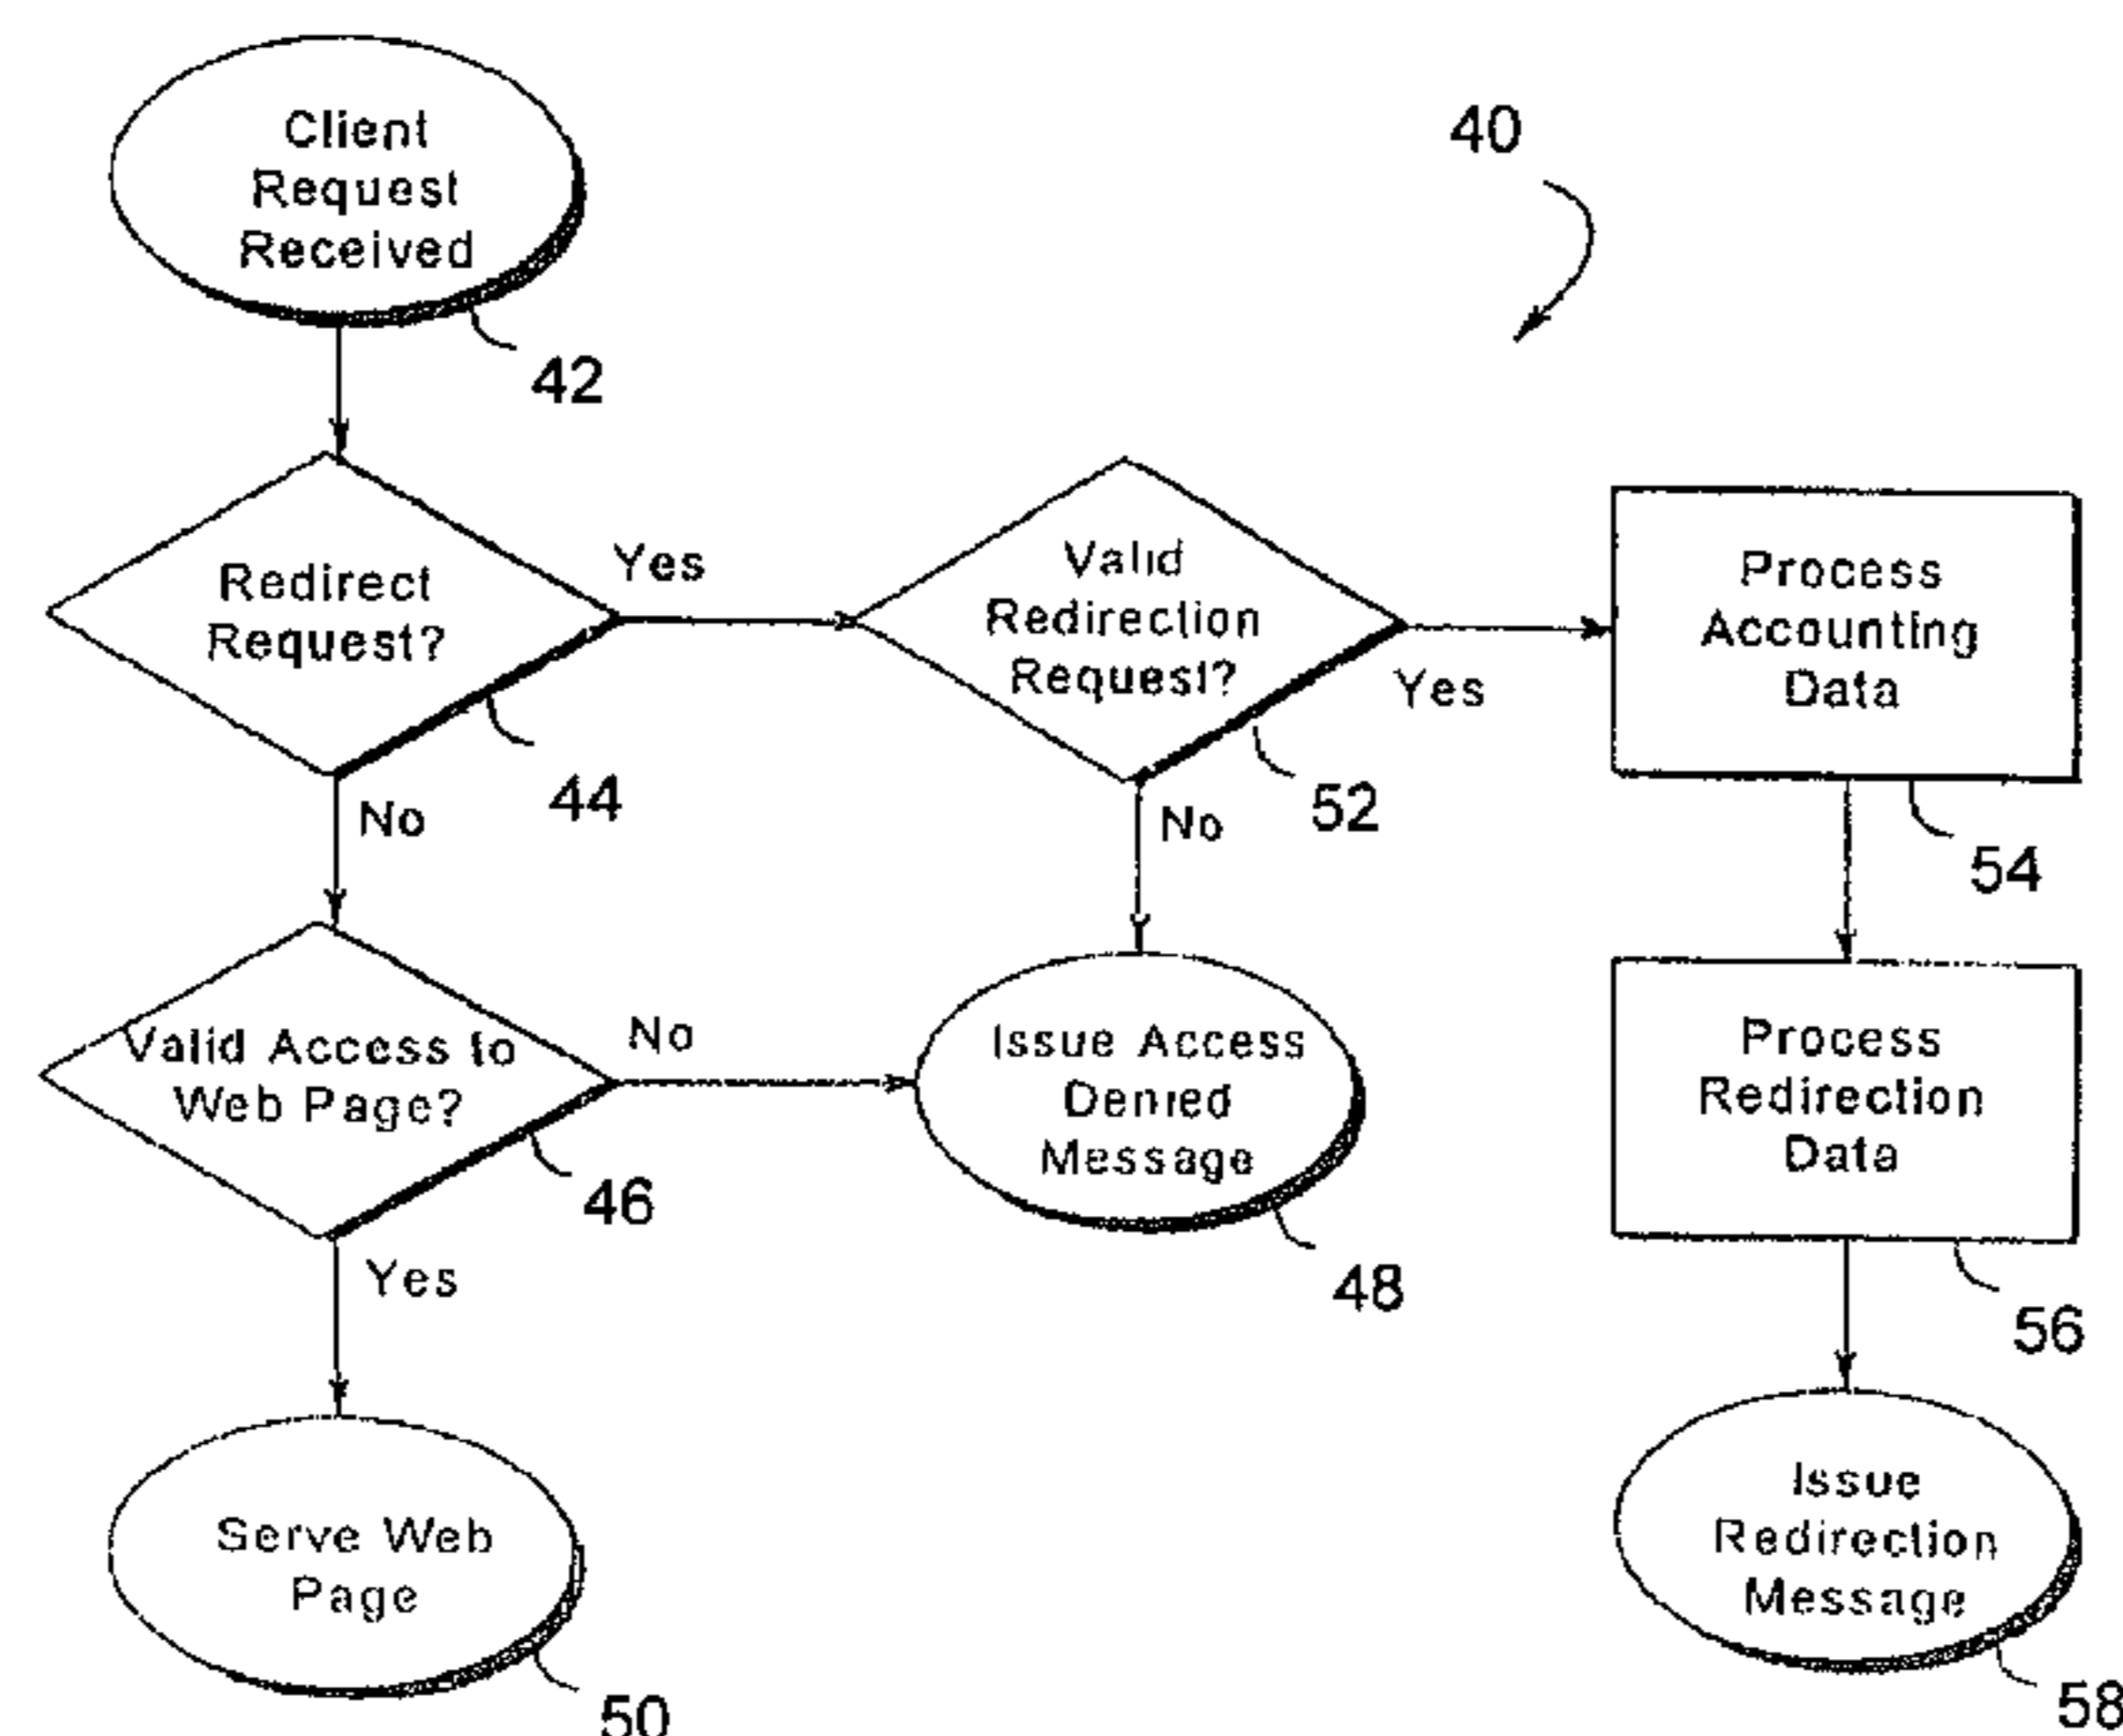 Client
Request
Received
42
40
Redirect
Request?
44
Yes
No
Valid
Redirection
Request?
52
Yes
No
Process
Accounting
Data
54
Valid Access to
Web Page?
46
No
Yes
Issue Access
Denied
Message
48
Process
Redirection
Data
56
Serve Web
Page
50
Issue
Redirection
Message
58